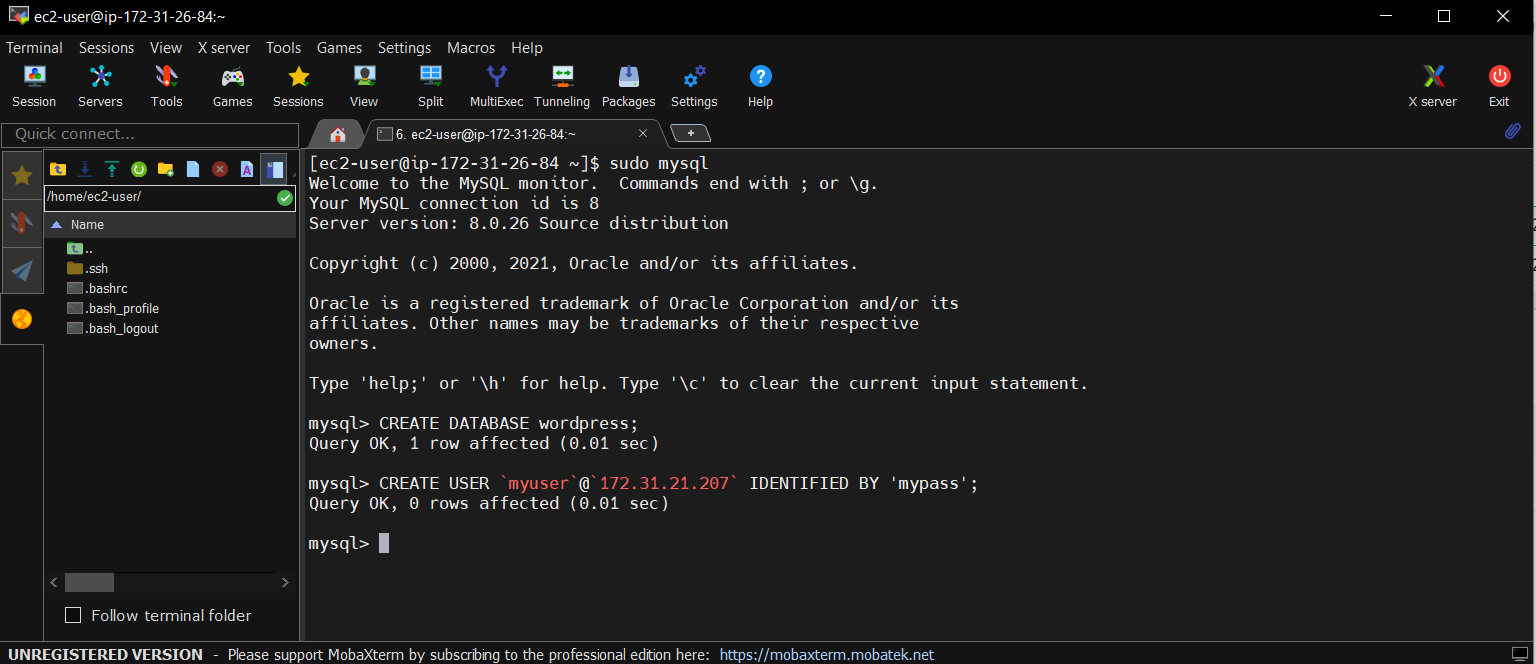 ec2-user@ip-172-31-26-84:~
Terminal Sessions View X server Tools Games Settings Macros Help
Session Servers Tools Games Sessions View Split MultiExec Tunneling Packages Settings Help X server Exit
Quick connect...
6. ec2-user@ip-172-31-26-84:~
/home/ec2-user/
Name
..
.ssh
.bashrc
.bash_profile
.bash_logout
Follow terminal folder
[ec2-user@ip-172-31-26-84 ~]$ sudo mysql
Welcome to the MySQL monitor.  Commands end with ; or \g.
Your MySQL connection id is 8
Server version: 8.0.26 Source distribution
Copyright (c) 2000, 2021, Oracle and/or its affiliates.
Oracle is a registered trademark of Oracle Corporation and/or its
affiliates. Other names may be trademarks of their respective
owners.
Type 'help;' or '\h' for help. Type '\c' to clear the current input statement.
mysql> CREATE DATABASE wordpress;
Query OK, 1 row affected (0.01 sec)
mysql> CREATE USER `myuser`@`172.31.21.207` IDENTIFIED BY 'mypass';
Query OK, 0 rows affected (0.01 sec)
mysql>
UNREGISTERED VERSION - Please support MobaXterm by subscribing to the professional edition here: https://mobaxterm.mobatek.net